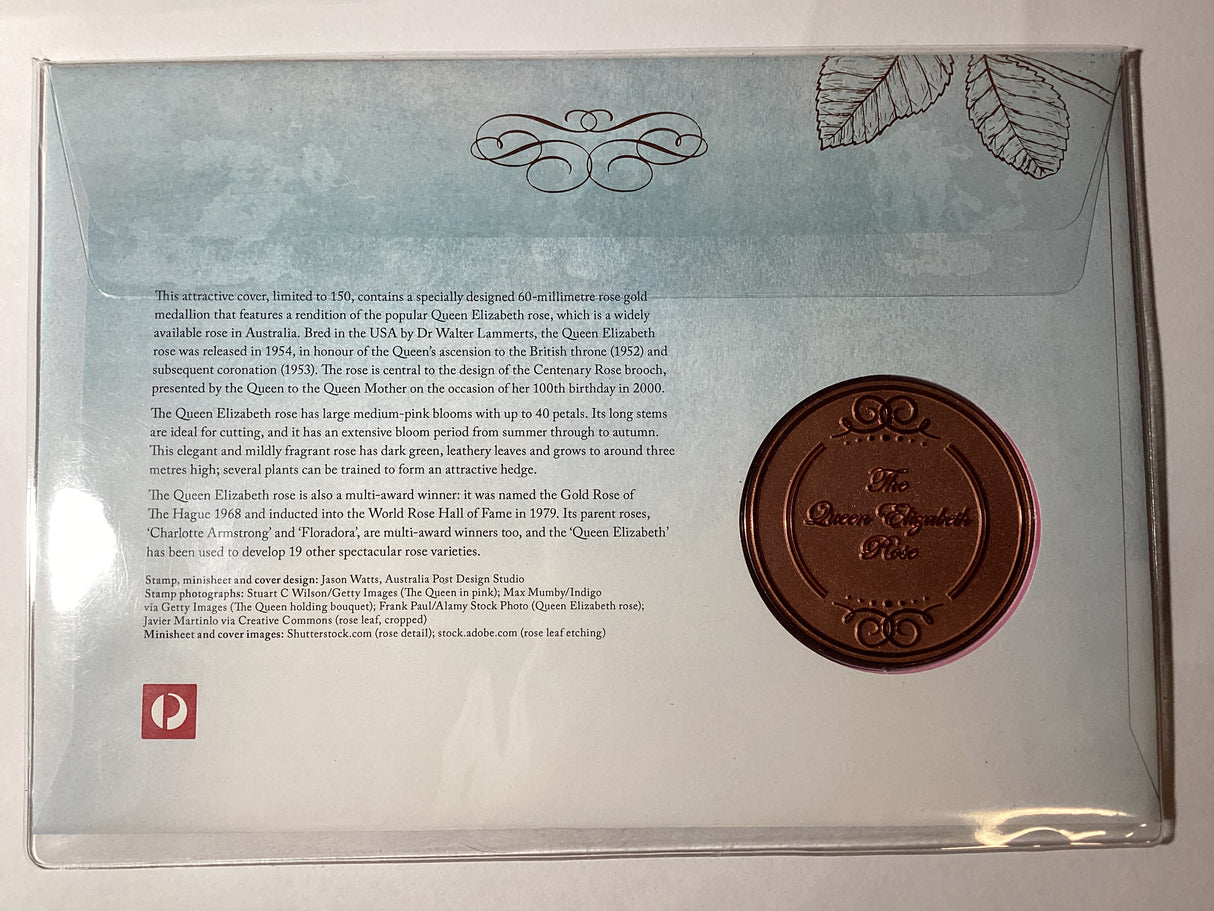 This attractive cover, limited to 150, contains a specially designed 60-millimetre rose gold
medallion that features a rendition of the popular Queen Elizabeth rose, which is a widely
available rose in Australia. Bred in the USA by Dr Walter Lammerts, the Queen Elizabeth
rose was released in 1954, in honour of the Queen's ascension to the British throne (1952) and
subsequent coronation (1953). The rose is central to the design of the Centenary Rose brooch,
presented by the Queen to the Queen Mother on the occasion of her 100th birthday in 2000.
The Queen Elizabeth rose has large medium-pink blooms with up to 40 petals. Its long stems
are ideal for cutting, and it has an extensive bloom period from summer through to autumn.
This elegant and mildly fragrant rose has dark green, leathery leaves and grows to around three
metres high; several plants can be trained to form an attractive hedge.
The Queen Elizabeth rose is also a multi-award winner: it was named the Gold Rose of
The Hague 1968 and inducted into the World Rose Hall of Fame in 1979. Its parent roses,
‘Charlotte Armstrong’ and ‘Floradora’, are multi-award winners too, and the ‘Queen Elizabeth’
has been used to develop 19 other spectacular rose varieties.
Stamp, minisheet and cover design: Jason Watts, Australia Post Design Studio
Stamp photographs: Stuart C Wilson/Getty Images (The Queen in pink); Max Mumby/Indigo
via Getty Images (The Queen holding bouquet); Frank Paul/Alamy Stock Photo (Queen Elizabeth rose);
Javier Martinlo via Creative Commons (rose leaf, cropped)
Minisheet and cover images: Shutterstock.com (rose detail); stock.adobe.com (rose leaf etching)
The
Queen Elizabeth
Rose